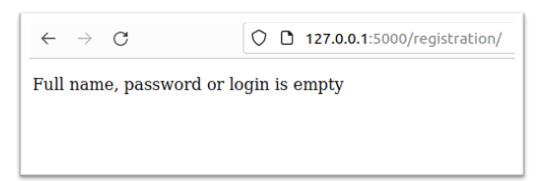 127.0.0.1:5000/registration/
Full name, password or login is empty